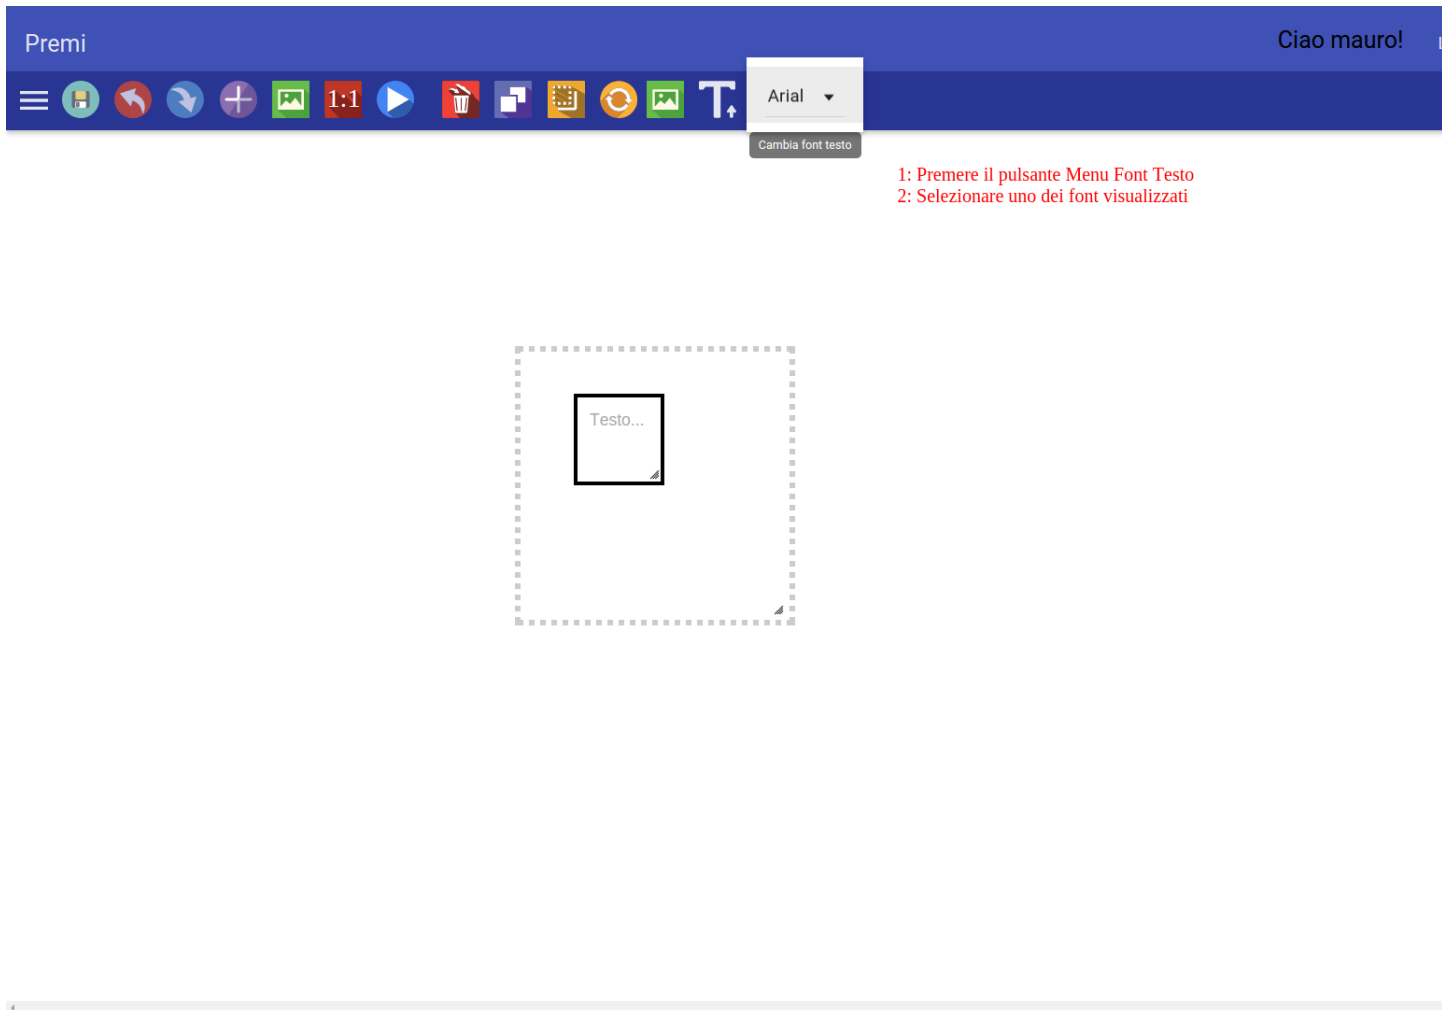 Premi
Ciao mauro!
1:1
Arial
Cambia font testo
1: Premere il pulsante Menu Font Testo
2: Selezionare uno dei font visualizzati
Testo...